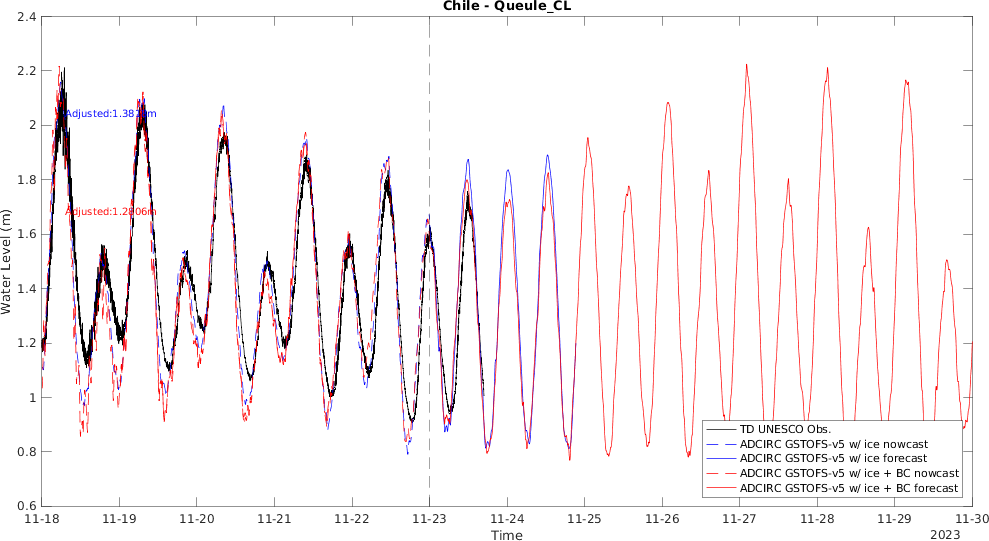 Chile - Queule_CL
Water Level (m)
2.4
2.2
2
1.8
1.6
1.4
1.2
1
0.8
0.6
Adjusted:1.2806m
TD UNESCO Obs.
ADCIRC GSTOFS-v5 w/ ice nowcast
ADCIRC GSTOFS-v5 w/ ice forecast
ADCIRC GSTOFS-v5 w/ ice + BC nowcast
ADCIRC GSTOFS-v5 w/ ice + BC forecast
11-18 11-19 11-20 11-21 11-22 11-23 11-24 11-25 11-26 11-27 11-28 11-29 11-30
Time
2023